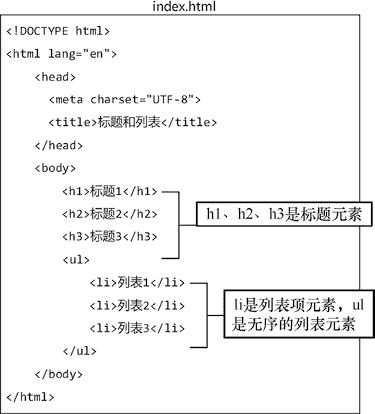 index.html
<!DOCTYPE html>
<html lang="en">
<head>
<meta charset="UTF-8">
<title>标题和列表</title>
</head>
<body>
<h1>标题1</h1>
<h2>标题2</h2>
<h3>标题3</h3>
h1、h2、h3是标题元素
<ul>
<li>列表1</li>
<li>列表2</li>
<li>列表3</li>
li是列表项元素，ul
是无序的列表元素
</ul>
</body>
</html>